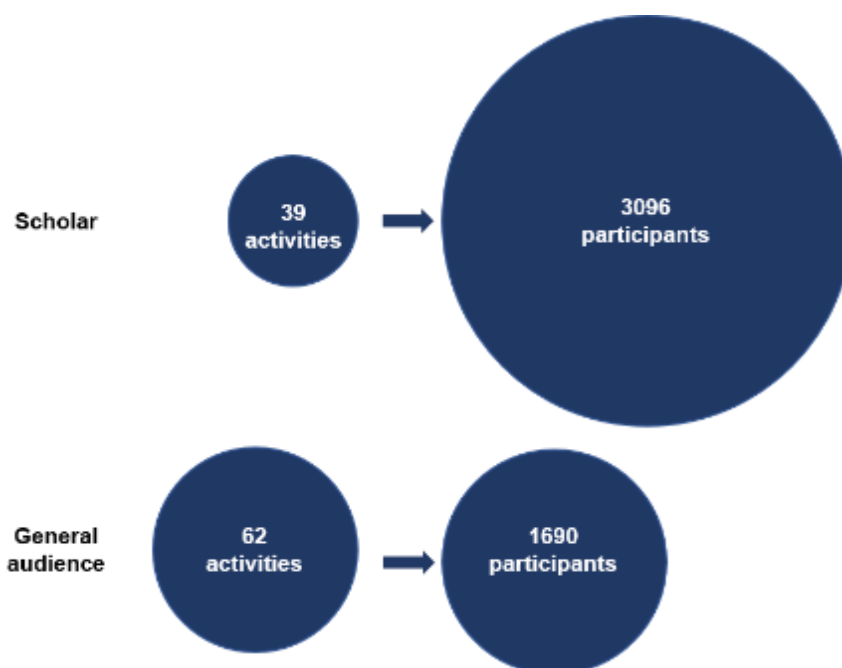 Scholar
39
activities
3096
participants
General
audience
62
activities
1690
participants